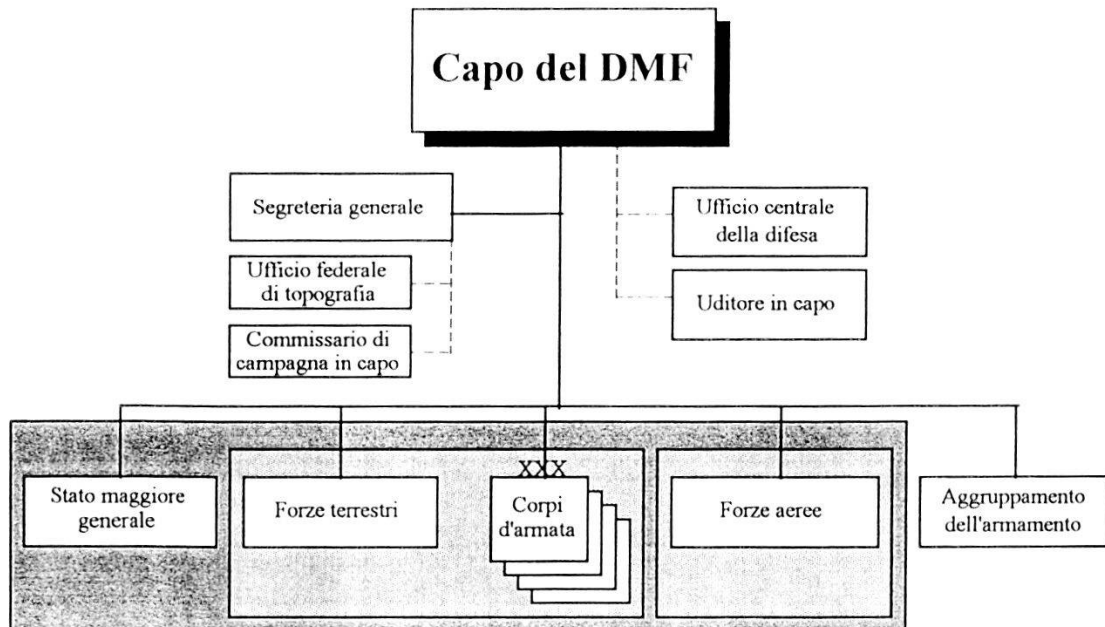 Capo del DMF
Segreteria generale
Ufficio centrale
della difesa
Ufficio federale
di topografia
Uditore in capo
Commissario di
campagna in capo
XXX
Stato maggiore
generale
Forze terrestri
Corpi
d'armata
Forze aeree
Aggruppamento
dell'armamento